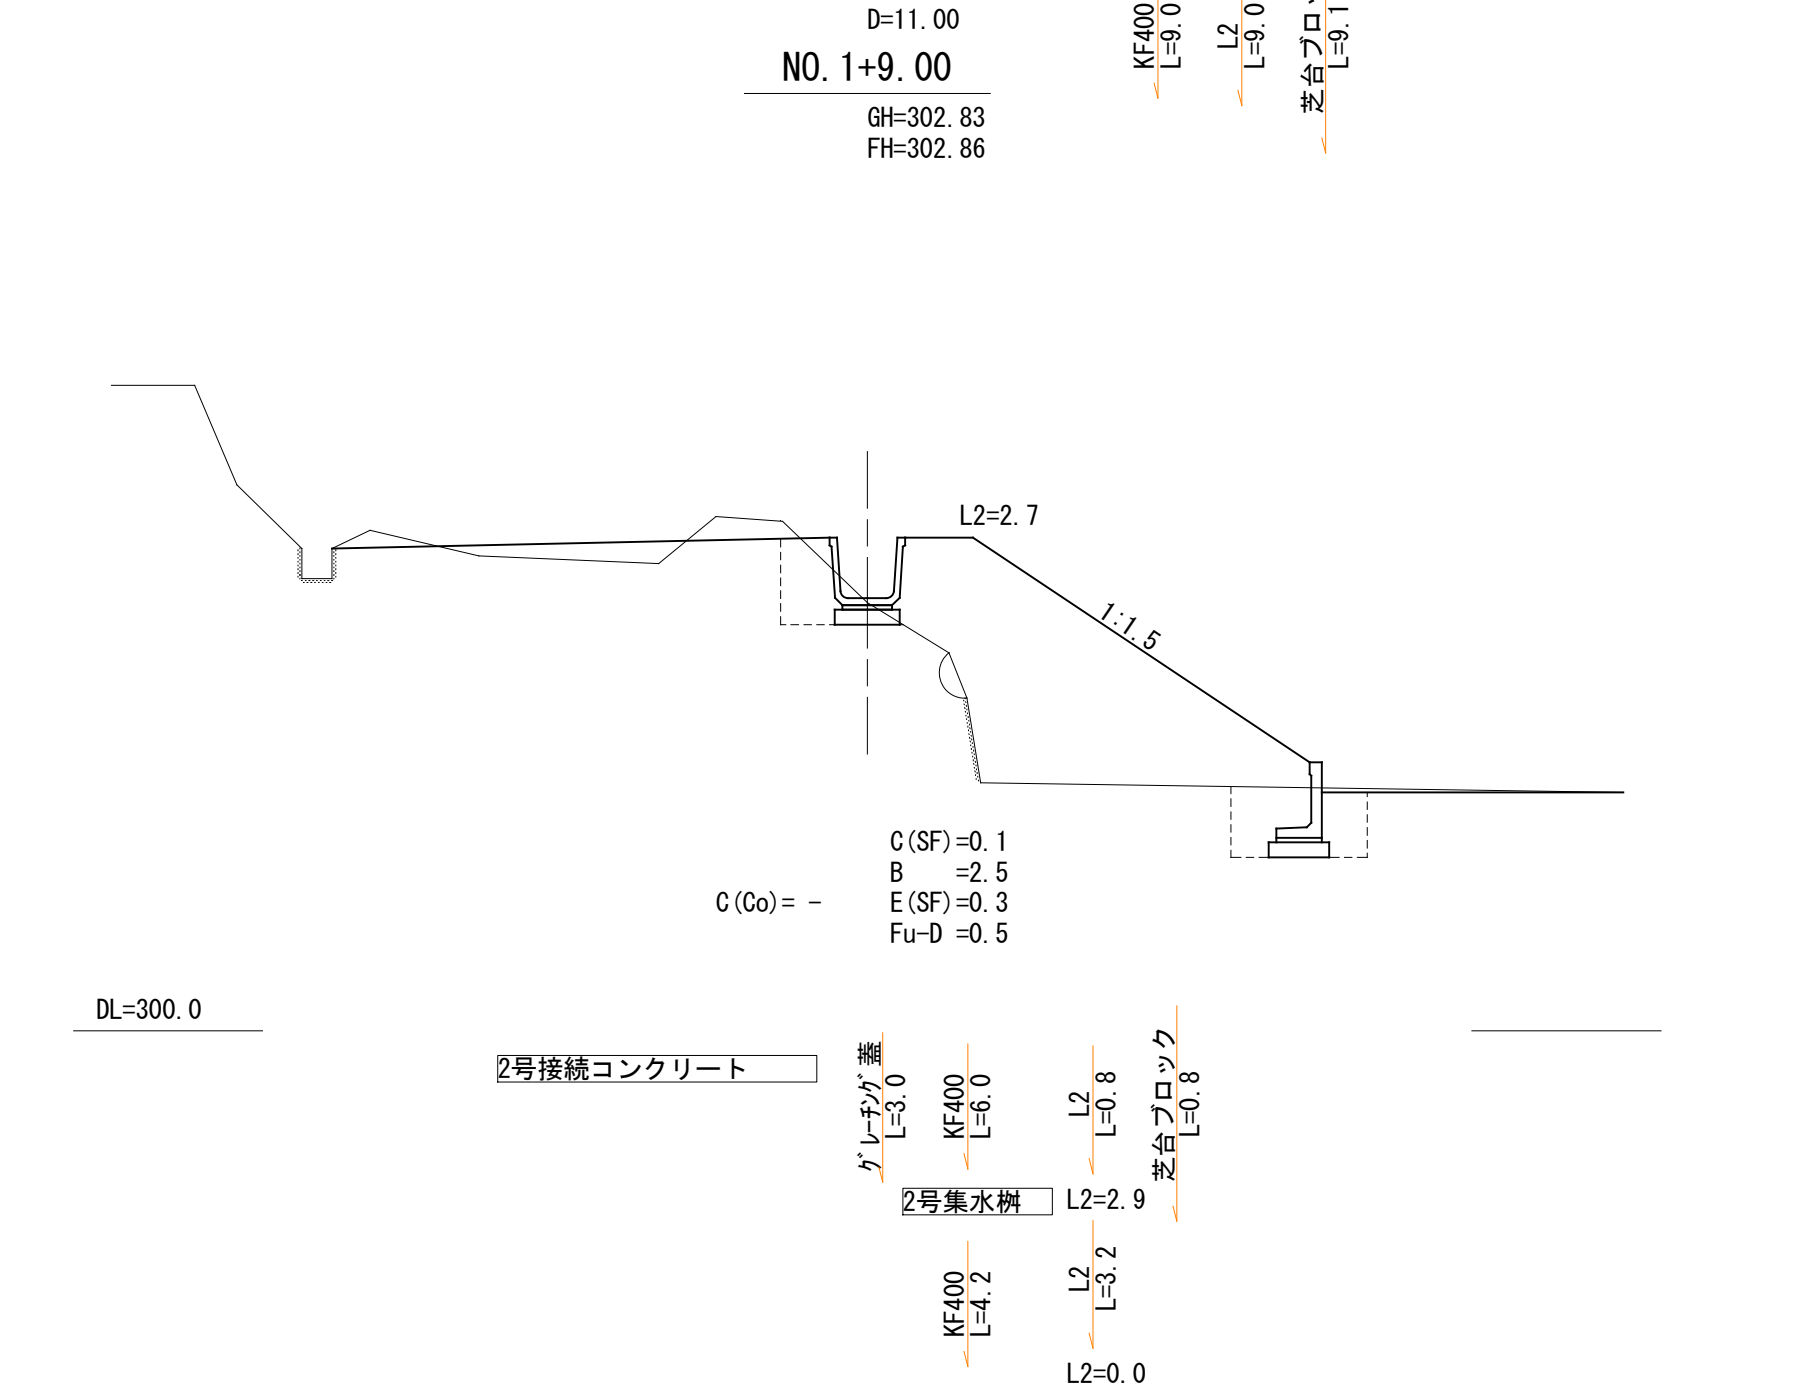 D=11.00
NO.1+9.00
GH=302.83
FH=302.86
KF400
L=9.0
L2
L=9.0
芝台ブロッ
L=9.1
L2=2.7
1:1.5
C(SF)=0.1
B =2.5
C(Co)= -
E(SF)=0.3
Fu-D =0.5
DL=300.0
2号接続コンクリート
グレーチング蓋
L=3.0
KF400
L=6.0
L2
L=0.8
芝台ブロック
L=0.8
2号集水桝
L2=2.9
KF400
L=4.2
L2
L=3.2
L2=0.0